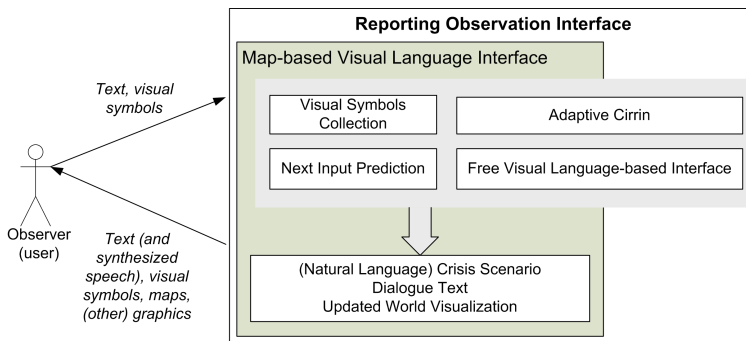 Reporting Observation Interface
Map-based Visual Language Interface
Text, visual
symbols
Visual Symbols
Collection
Adaptive Cirrin
Next Input Prediction
Free Visual Language-based Interface
Observer
(user)
Text (and
synthesized
speech), visual
symbols, maps,
(other) graphics
(Natural Language) Crisis Scenario
Dialogue Text
Updated World Visualization